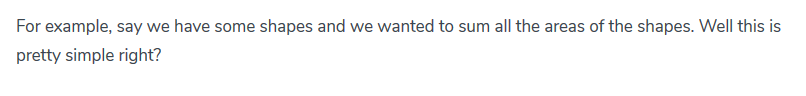 For example, say we have some shapes and we wanted to sum all the areas of the shapes. Well this is
pretty simple right?